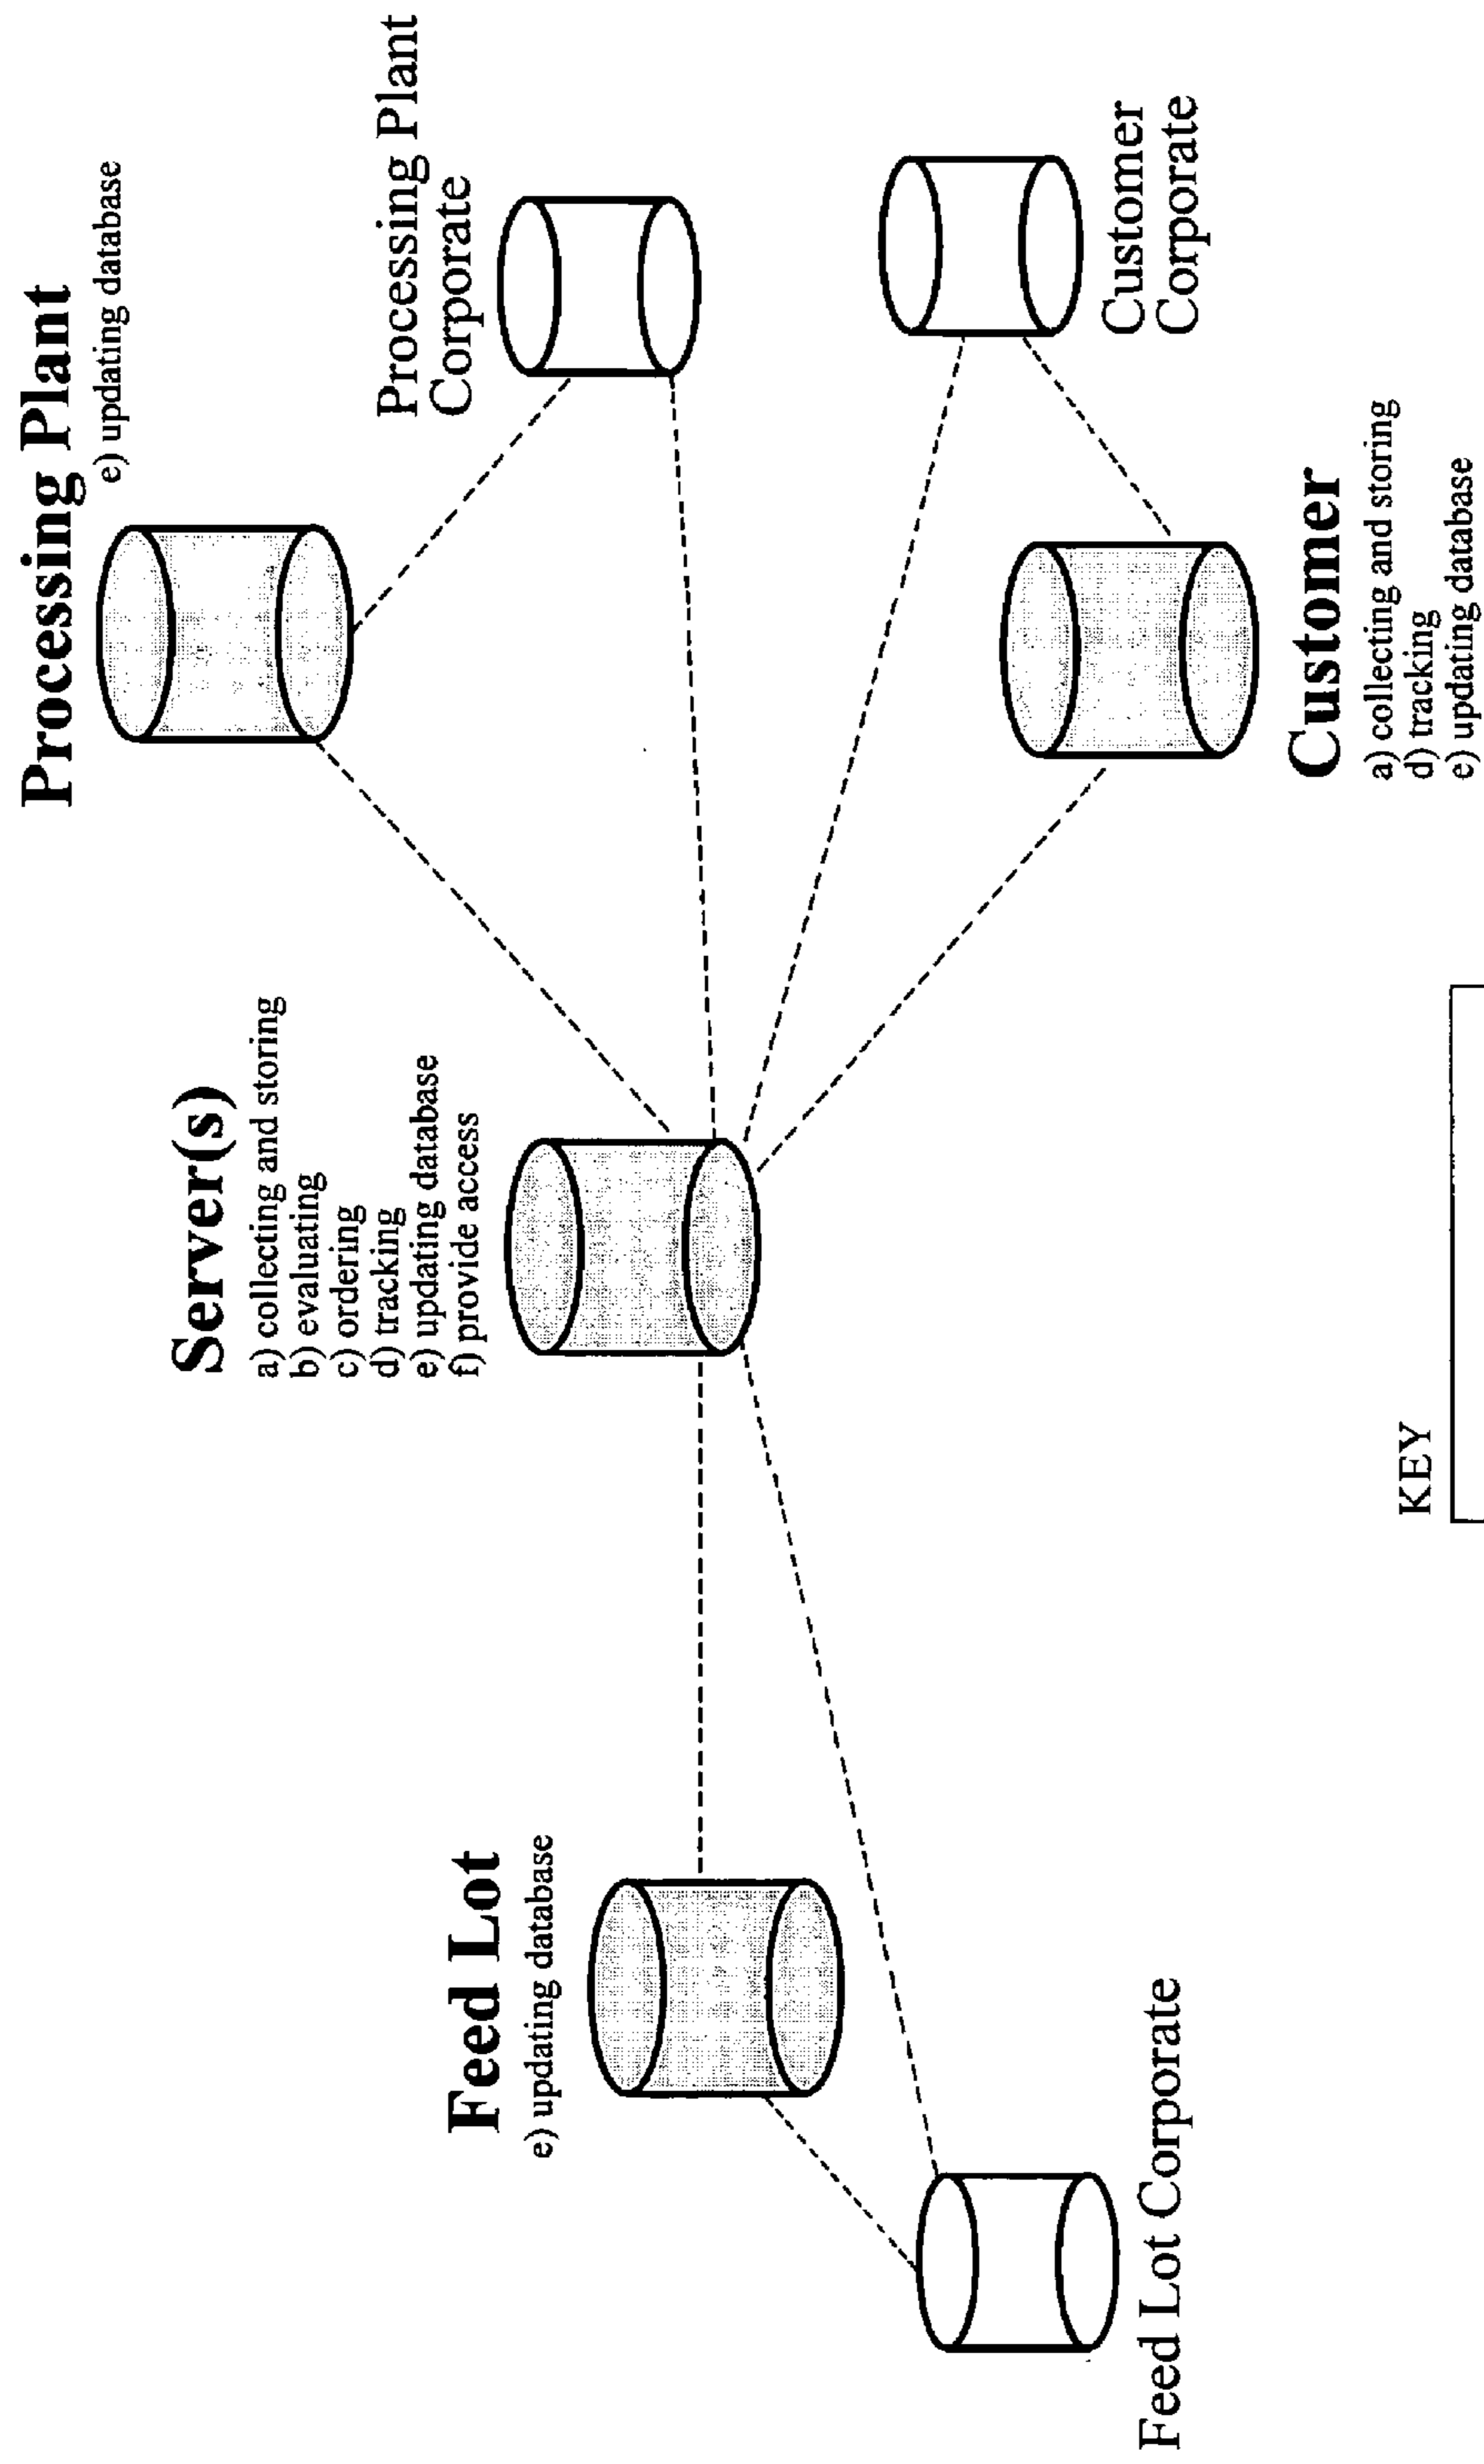 Processing Plant
e) updating database
Processing Plant
Corporate
Server(s)
a) collecting and storing
b) evaluating
c) ordering
d) tracking
e) updating database
f) provide access
Feed Lot
e) updating database
Feed Lot Corporate
Customer
Corporate
Customer
a) collecting and storing
d) tracking
e) updating database
KEY